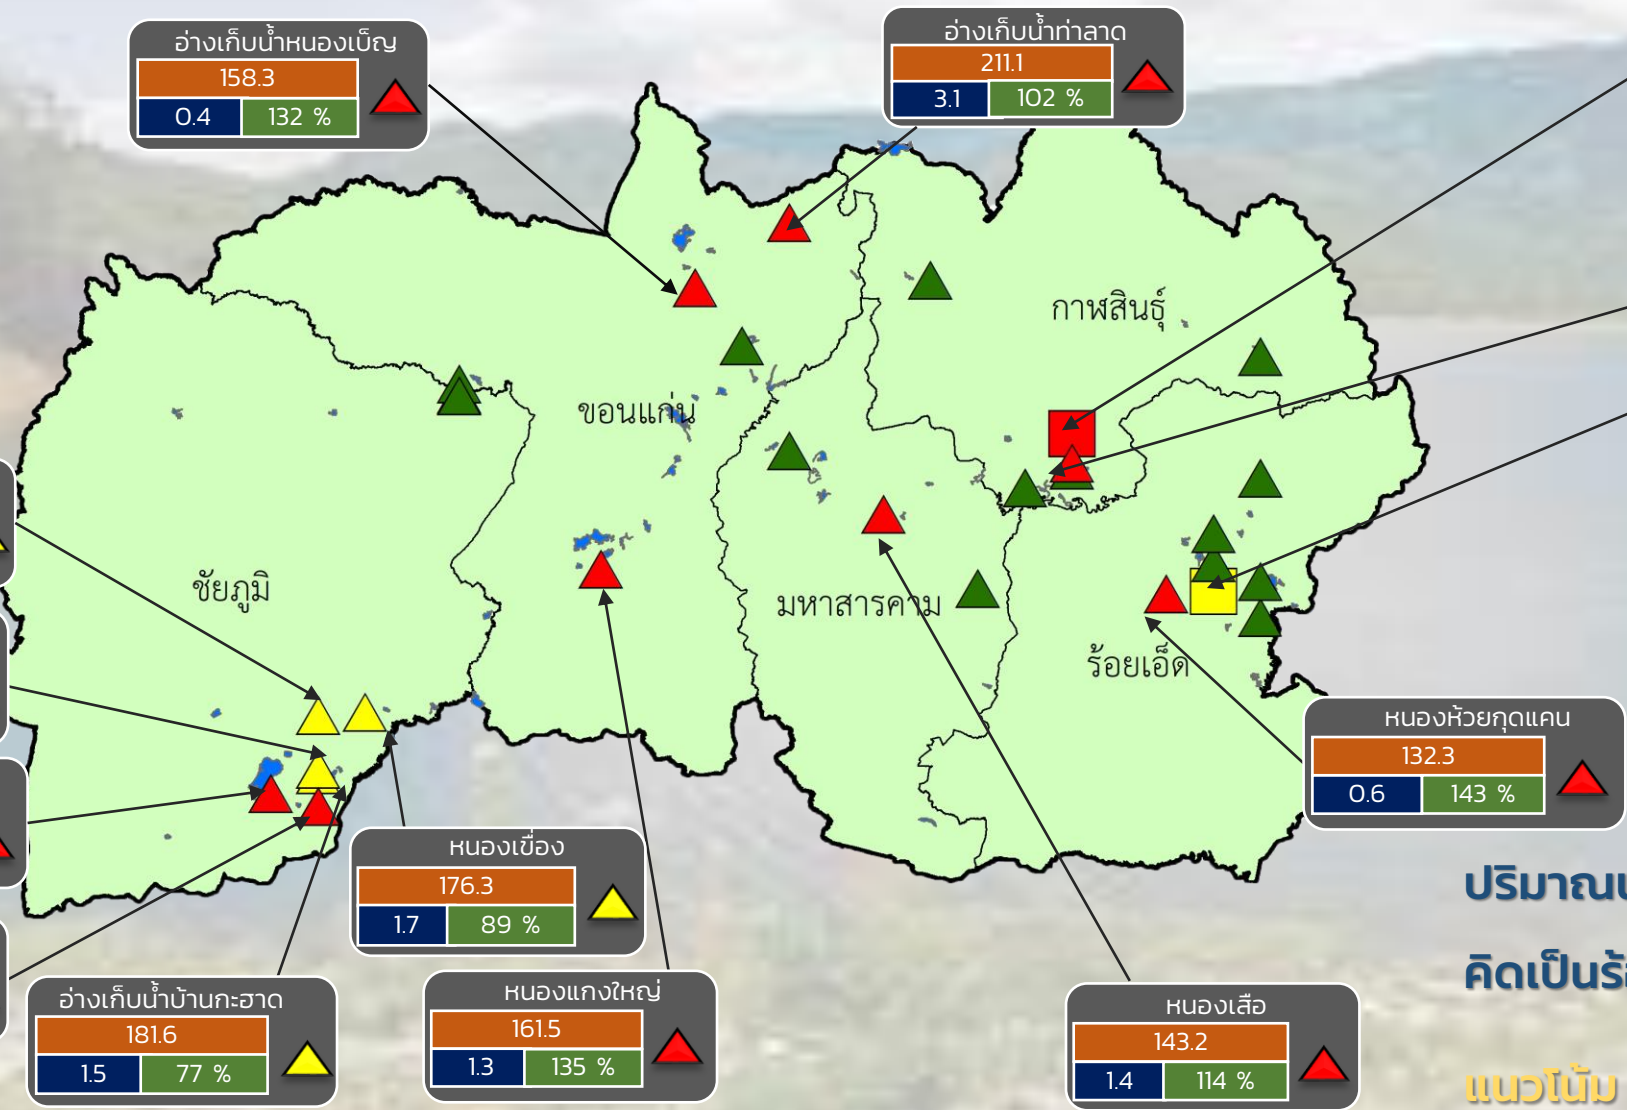 อ่างเก็บน้ำหนองเบ็ญ
158.3
0.4 132 %
อ่างเก็บน้ำท่าลาด
211.1
3.1 102 %
กาฬสินธุ์
ขอนแก่น
ชัยภูมิ
มหาสารคาม
ร้อยเอ็ด
หนองห้วยกุดแคน
132.3
0.6 143 %
หนองเขื่อง
176.3
1.7 89 %
อ่างเก็บน้ำบ้านกะฮาด
181.6
1.5 77 %
หนองแกงใหญ่
161.5
1.3 135 %
หนองเสือ
143.2
1.4 114 %
แนวโน้ม